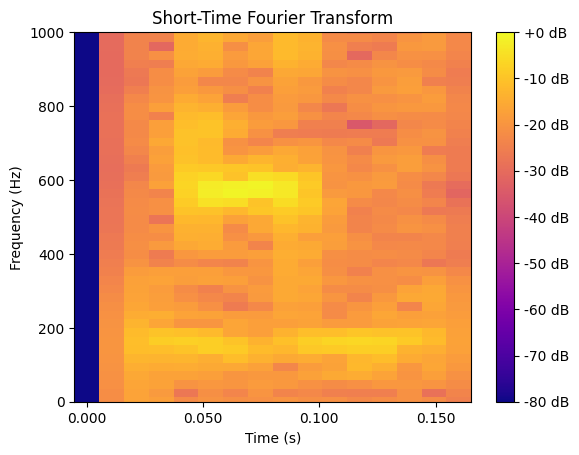 Short-Time Fourier Transform
1000
800
600
400
200
0
Frequency (Hz)
0.000
0.050
0.100
0.150
Time (s)
+0 dB
-10 dB
-20 dB
-30 dB
-40 dB
-50 dB
-60 dB
-70 dB
-80 dB